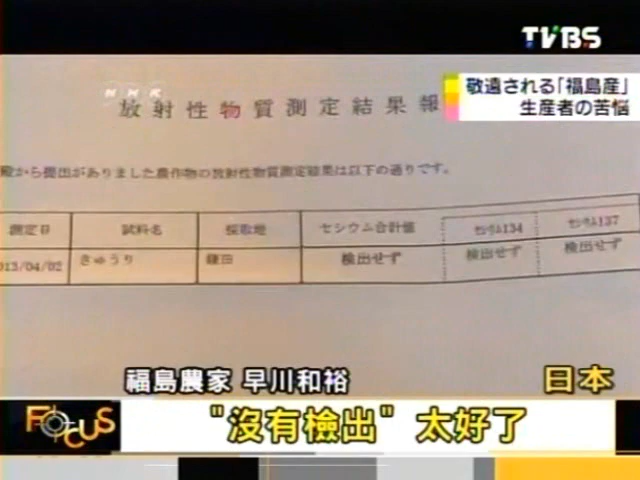 TVBS
NHK
敬遠される「福島産」
生産者の苦悩
放射性物質測定結果報
殿から提出がありました農作物の放射性物質測定結果は以下の通りです。
測定日 試料名 採取地 セシウム合計値 セシウム134 セシウム137
013/04/02 きゅうり 鎌田 検出せず 検出せず 検出せず
福島農家 早川和裕 日本
FOCUS "沒有檢出" 太好了